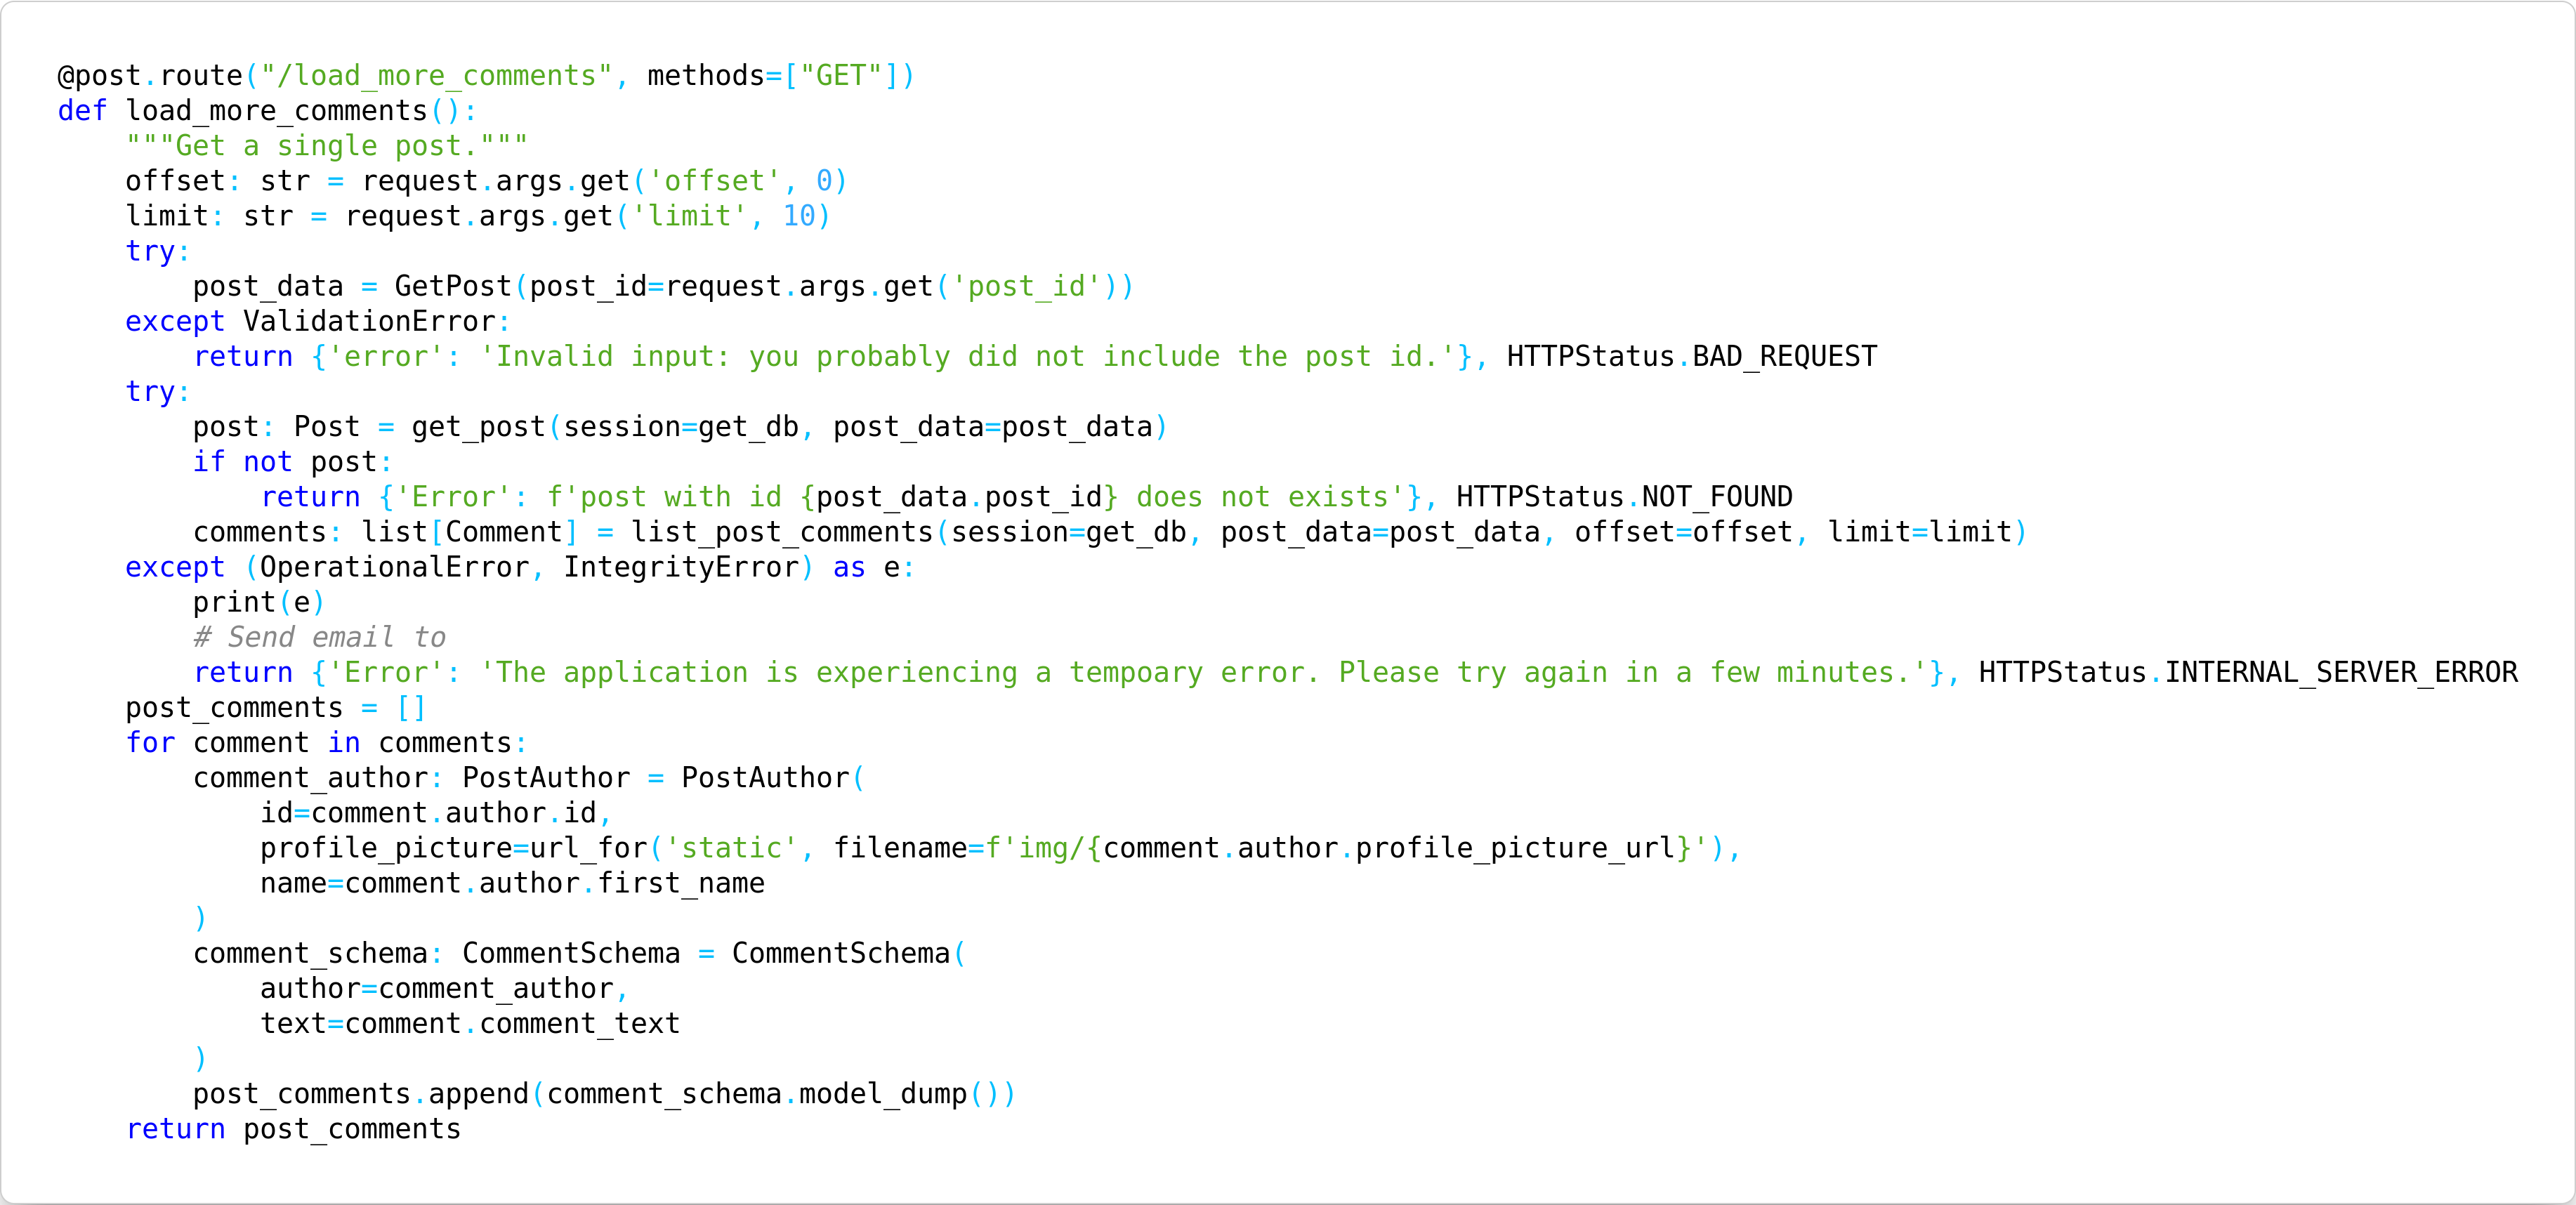 @post.route("/load_more_comments", methods=["GET"])
def load_more_comments():
    """Get a single post."""
    offset: str = request.args.get('offset', 0)
    limit: str = request.args.get('limit', 10)
    try:
        post_data = GetPost(post_id=request.args.get('post_id'))
    except ValidationError:
        return {'error': 'Invalid input: you probably did not include the post id.'}, HTTPStatus.BAD_REQUEST
    try:
        post: Post = get_post(session=get_db, post_data=post_data)
        if not post:
            return {'Error': f'post with id {post_data.post_id} does not exists'}, HTTPStatus.NOT_FOUND
        comments: list[Comment] = list_post_comments(session=get_db, post_data=post_data, offset=offset, limit=limit)
    except (OperationalError, IntegrityError) as e:
        print(e)
        # Send email to
        return {'Error': 'The application is experiencing a tempoary error. Please try again in a few minutes.'}, HTTPStatus.INTERNAL_SERVER_ERROR
    post_comments = []
    for comment in comments:
        comment_author: PostAuthor = PostAuthor(
            id=comment.author.id,
            profile_picture=url_for('static', filename=f'img/{comment.author.profile_picture_url}'),
            name=comment.author.first_name
        )
        comment_schema: CommentSchema = CommentSchema(
            author=comment_author,
            text=comment.comment_text
        )
        post_comments.append(comment_schema.model_dump())
    return post_comments